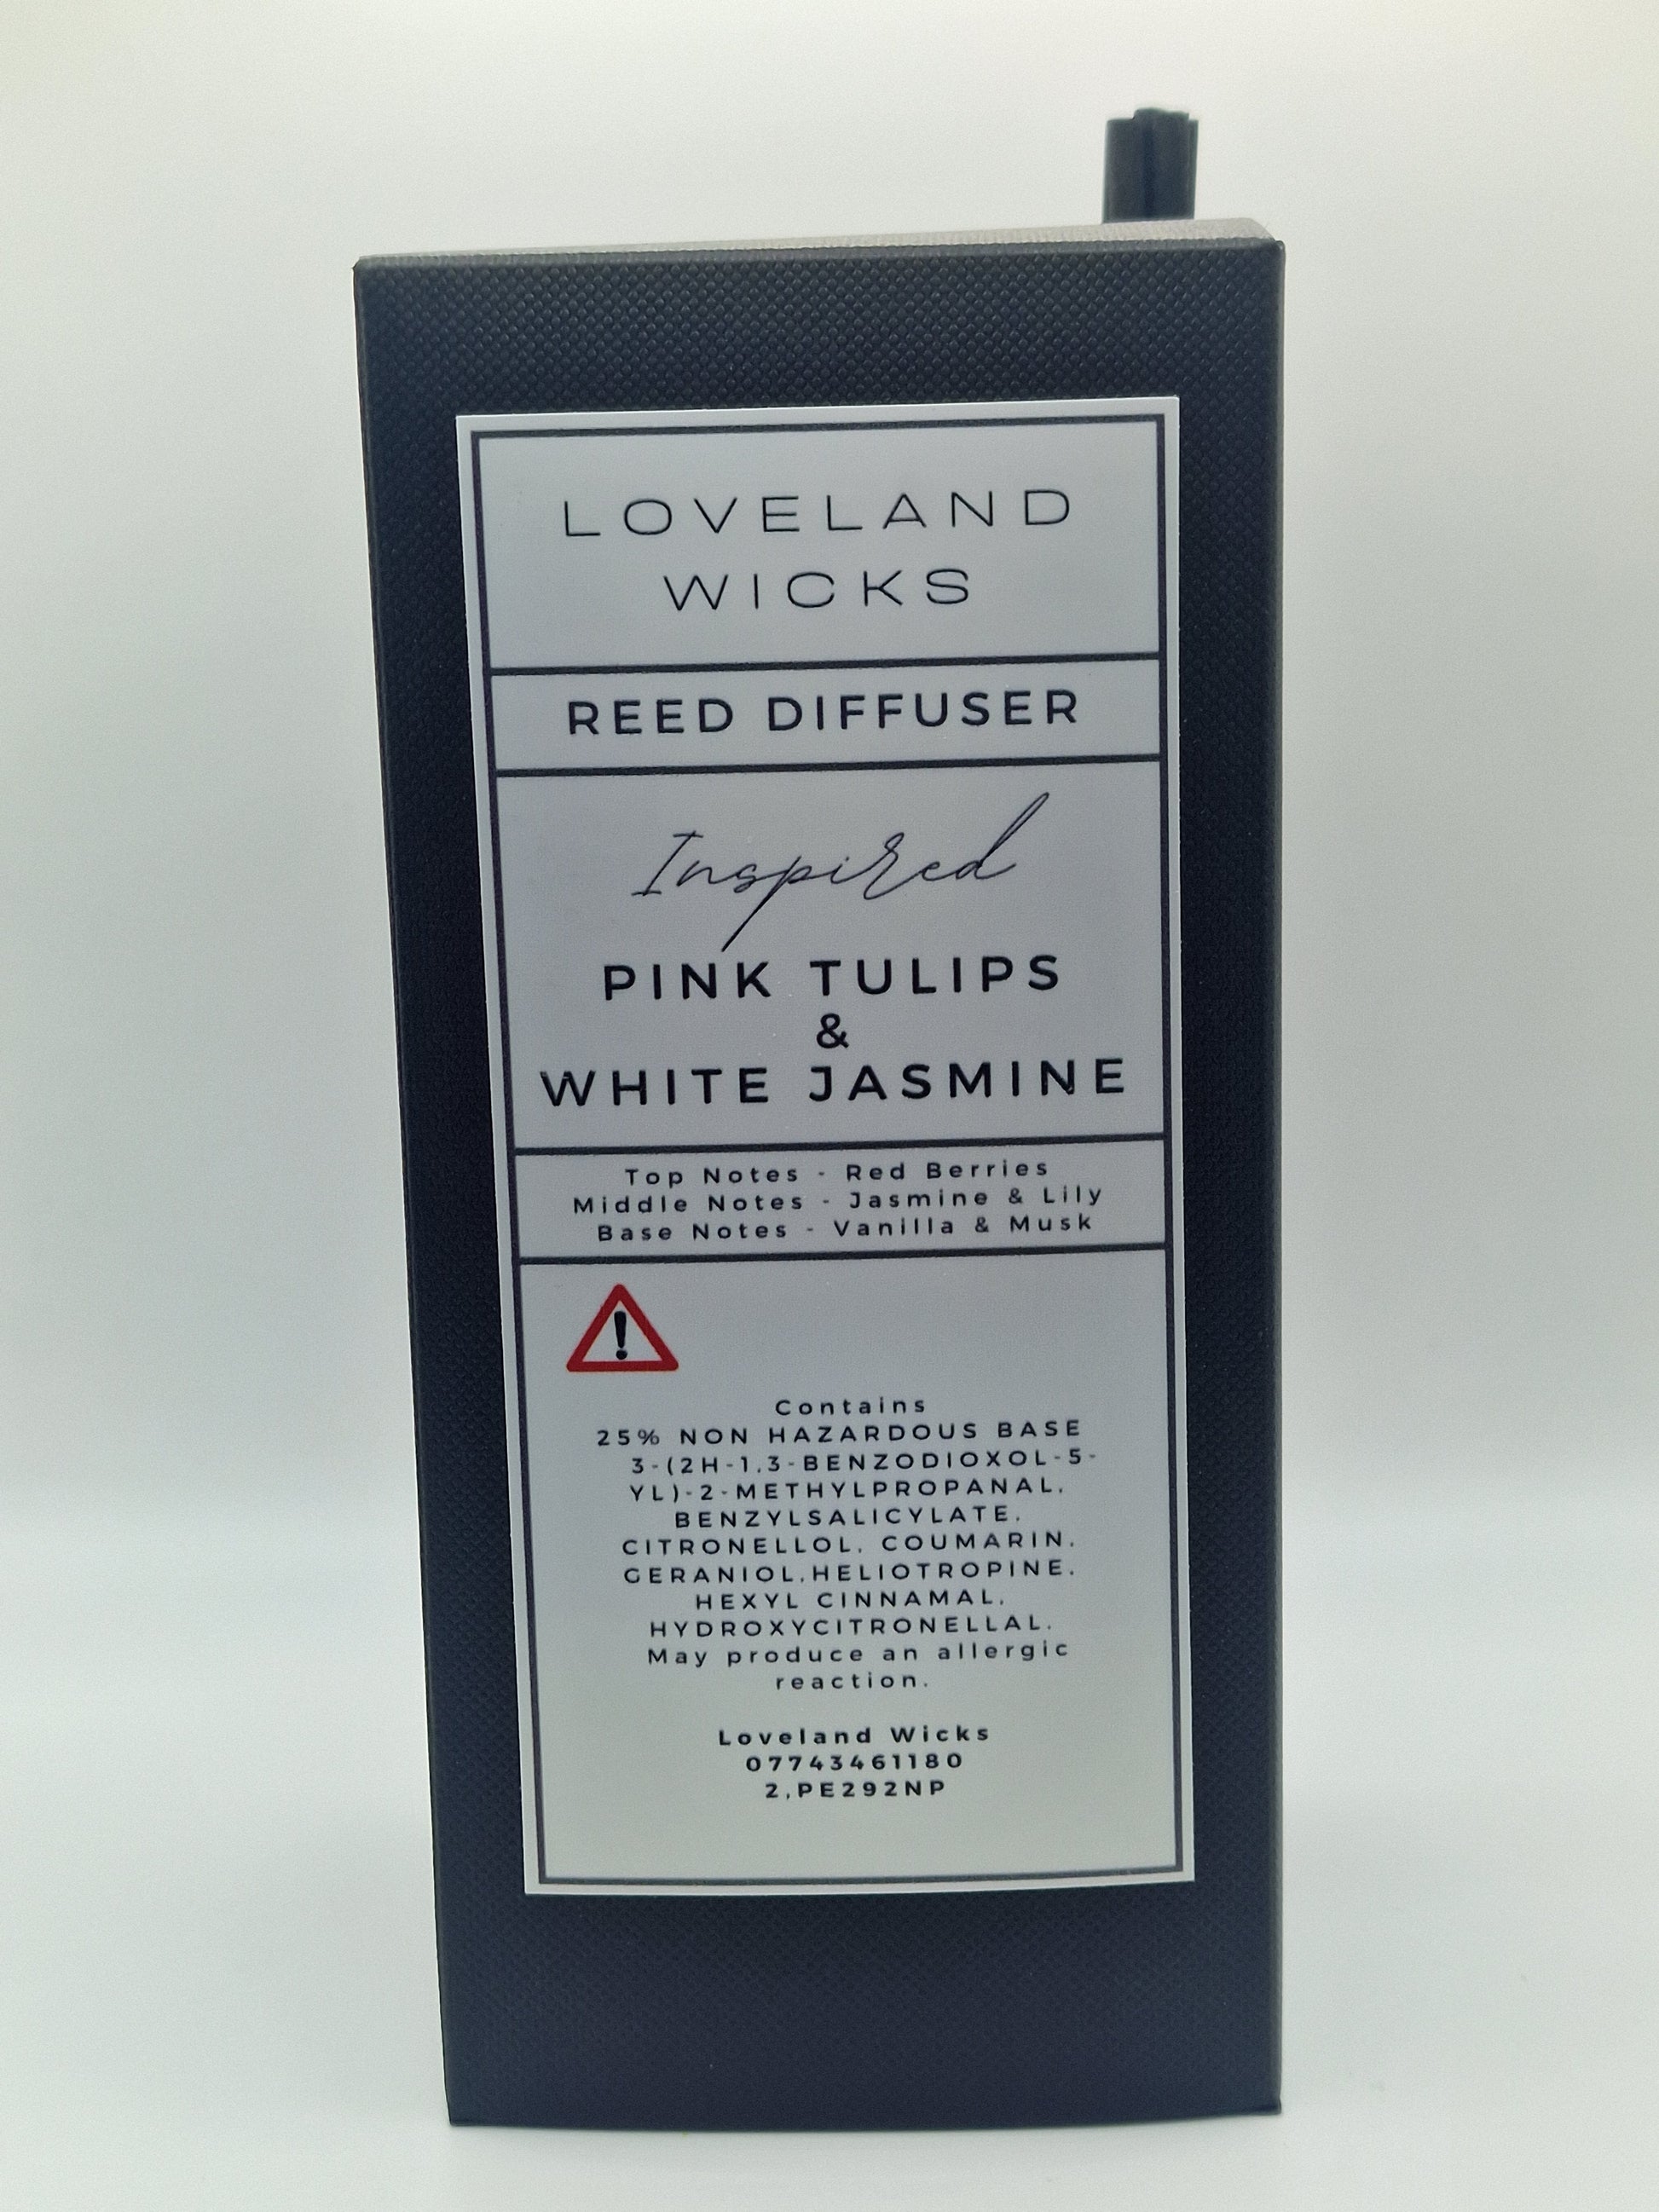 LOVELAND
WICKS
REED DIFFUSER
Inspired
PINK TULIPS
&
WHITE JASMINE
Top Notes - Red Berries
Middle Notes - Jasmine & Lily
Base Notes - Vanilla & Musk
!
Contains
25% NON HAZARDOUS BASE
3-(2H-1,3-BENZODIOXOL-5-
YL)-2-METHYLPROPANAL,
BENZYLSALICYLATE,
CITRONELLOL, COUMARIN,
GERANIOL,HELIOTROPINE,
HEXYL CINNAMAL,
HYDROXYCITRONELLAL.
May produce an allergic
reaction.
Loveland Wicks
07743461180
2,PE292NP